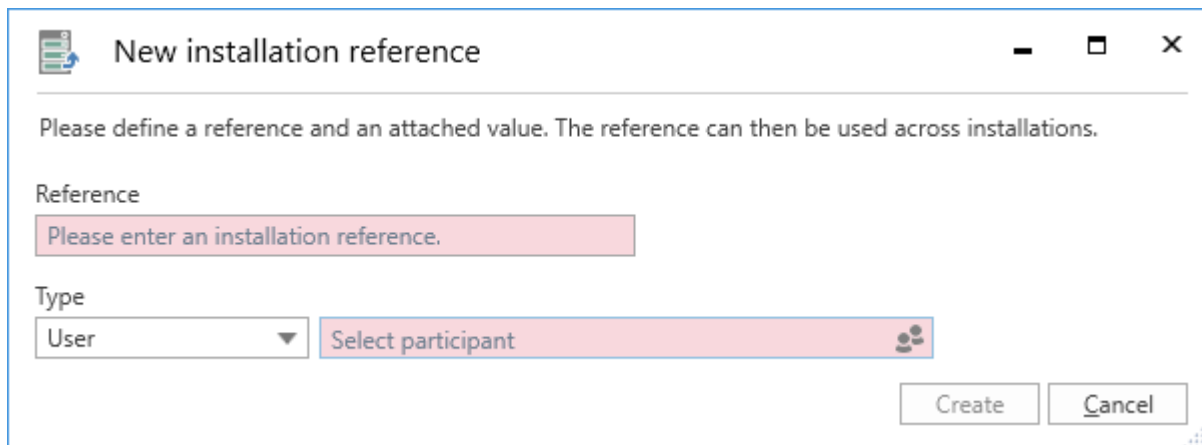 New installation reference
Please define a reference and an attached value. The reference can then be used across installations.
Reference
Please enter an installation reference.
Type
User Select participant
Create Cancel